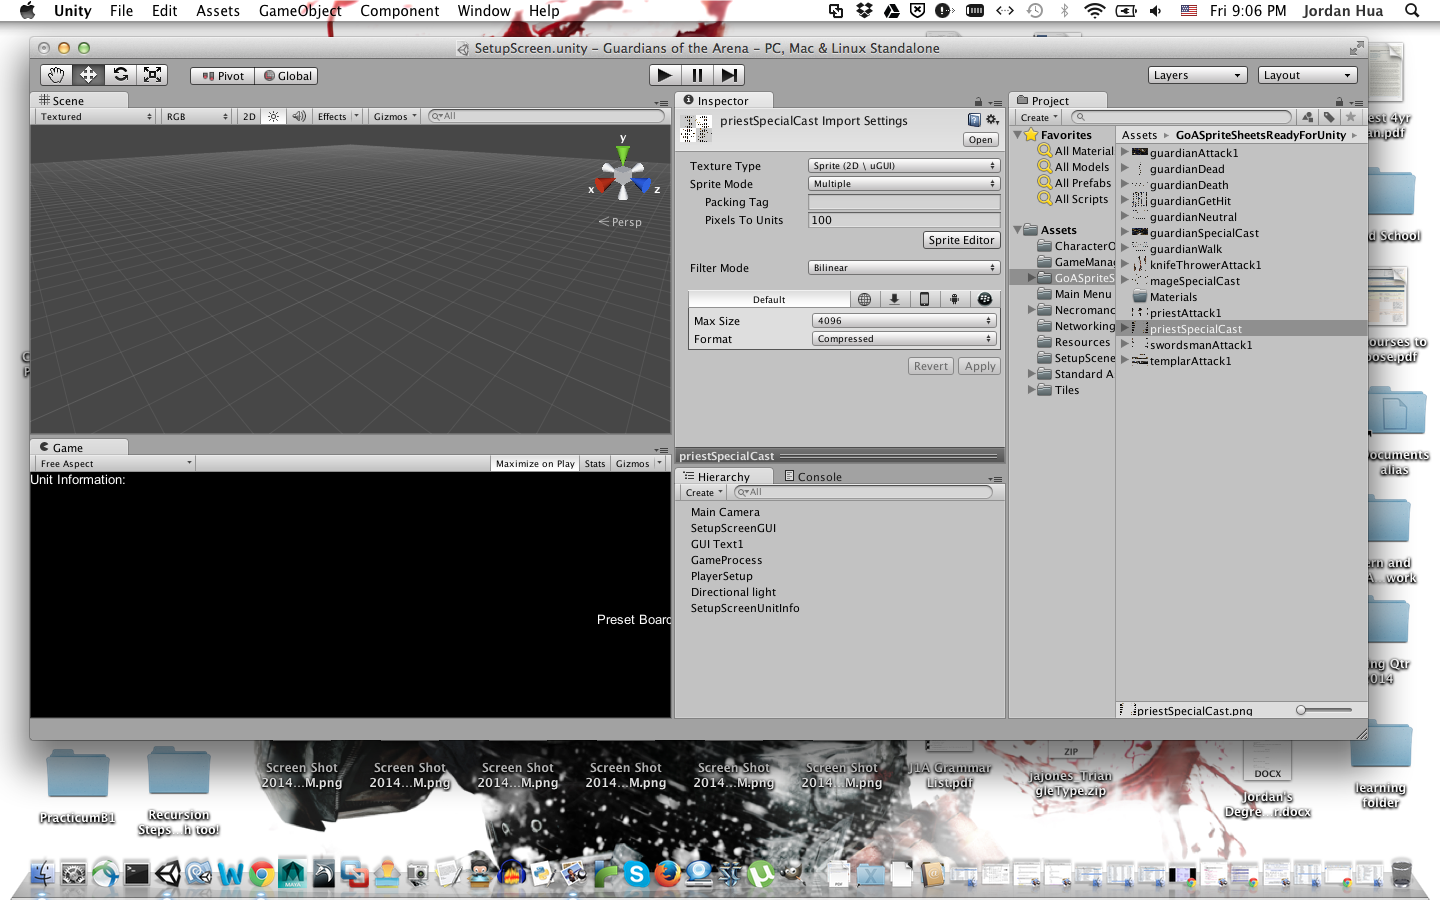 Unity File Edit Assets GameObject Component Window Help Fri 9:06 PM Jordan Hua
SetupScreen.unity – Guardians of the Arena – PC, Mac & Linux Standalone
Pivot Global
Layers Layout
Scene
Textured RGB 2D Effects Gizmos All
y
x z
Persp
Game
Free Aspect Maximize on Play Stats Gizmos
Unit Information:
Preset Board
Inspector
priestSpecialCast Import Settings
Open
Texture Type Sprite (2D \ uGUI)
Sprite Mode Multiple
Packing Tag
Pixels To Units 100
Sprite Editor
Filter Mode Bilinear
Default
Max Size 4096
Format Compressed
Revert Apply
priestSpecialCast
Hierarchy Console
Create All
Main Camera
SetupScreenGUI
GUI Text1
GameProcess
PlayerSetup
Directional light
SetupScreenUnitInfo
Project
Create
Favorites
All Material
All Models
All Prefabs
All Scripts
Assets
CharacterO
GameManag
GoASpriteS
Main Menu
Necromanc
Networking
Resources
SetupScene
Standard A
Tiles
Assets GoASpriteSheetsReadyForUnity
guardianAttack1
guardianDead
guardianDeath
guardianGetHit
guardianNeutral
guardianSpecialCast
guardianWalk
knifeThrowerAttack1
mageSpecialCast
Materials
priestAttack1
priestSpecialCast
swordsmanAttack1
templarAttack1
priestSpecialCast.png
est 4yr
an.pdf
d School
ourses to
pose.pdf
ocuments
alias
ern and
A...work
ng Qtr
2014
learning
folder
PracticumB1
Recursion
Steps...h too!
Screen Shot
2014...M.png
Screen Shot
2014...M.png
Screen Shot
2014...M.png
Screen Shot
2014...M.png
Screen Shot
2014...M.png
Screen Shot
2014...M.png
J1A Grammar
List.pdf
ZIP
jajones_Trian
gleType.zip
DOCX
Jordan's
Degre...r.docx
MAYA